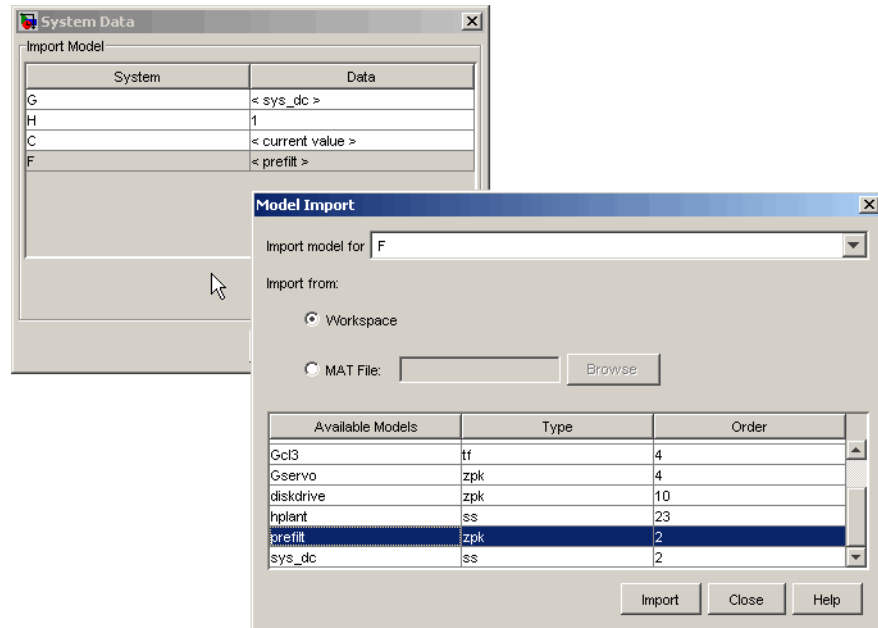 System Data
Import Model
System Data
G < sys_dc >
H 1
C < current value >
F < prefilt >
Model Import
Import model for F
Import from:
Workspace
MAT File: Browse
Available Models Type Order
Gcl3 tf 4
Gservo zpk 4
diskdrive zpk 10
hplant ss 23
prefilt zpk 2
sys_dc ss 2
Import Close Help